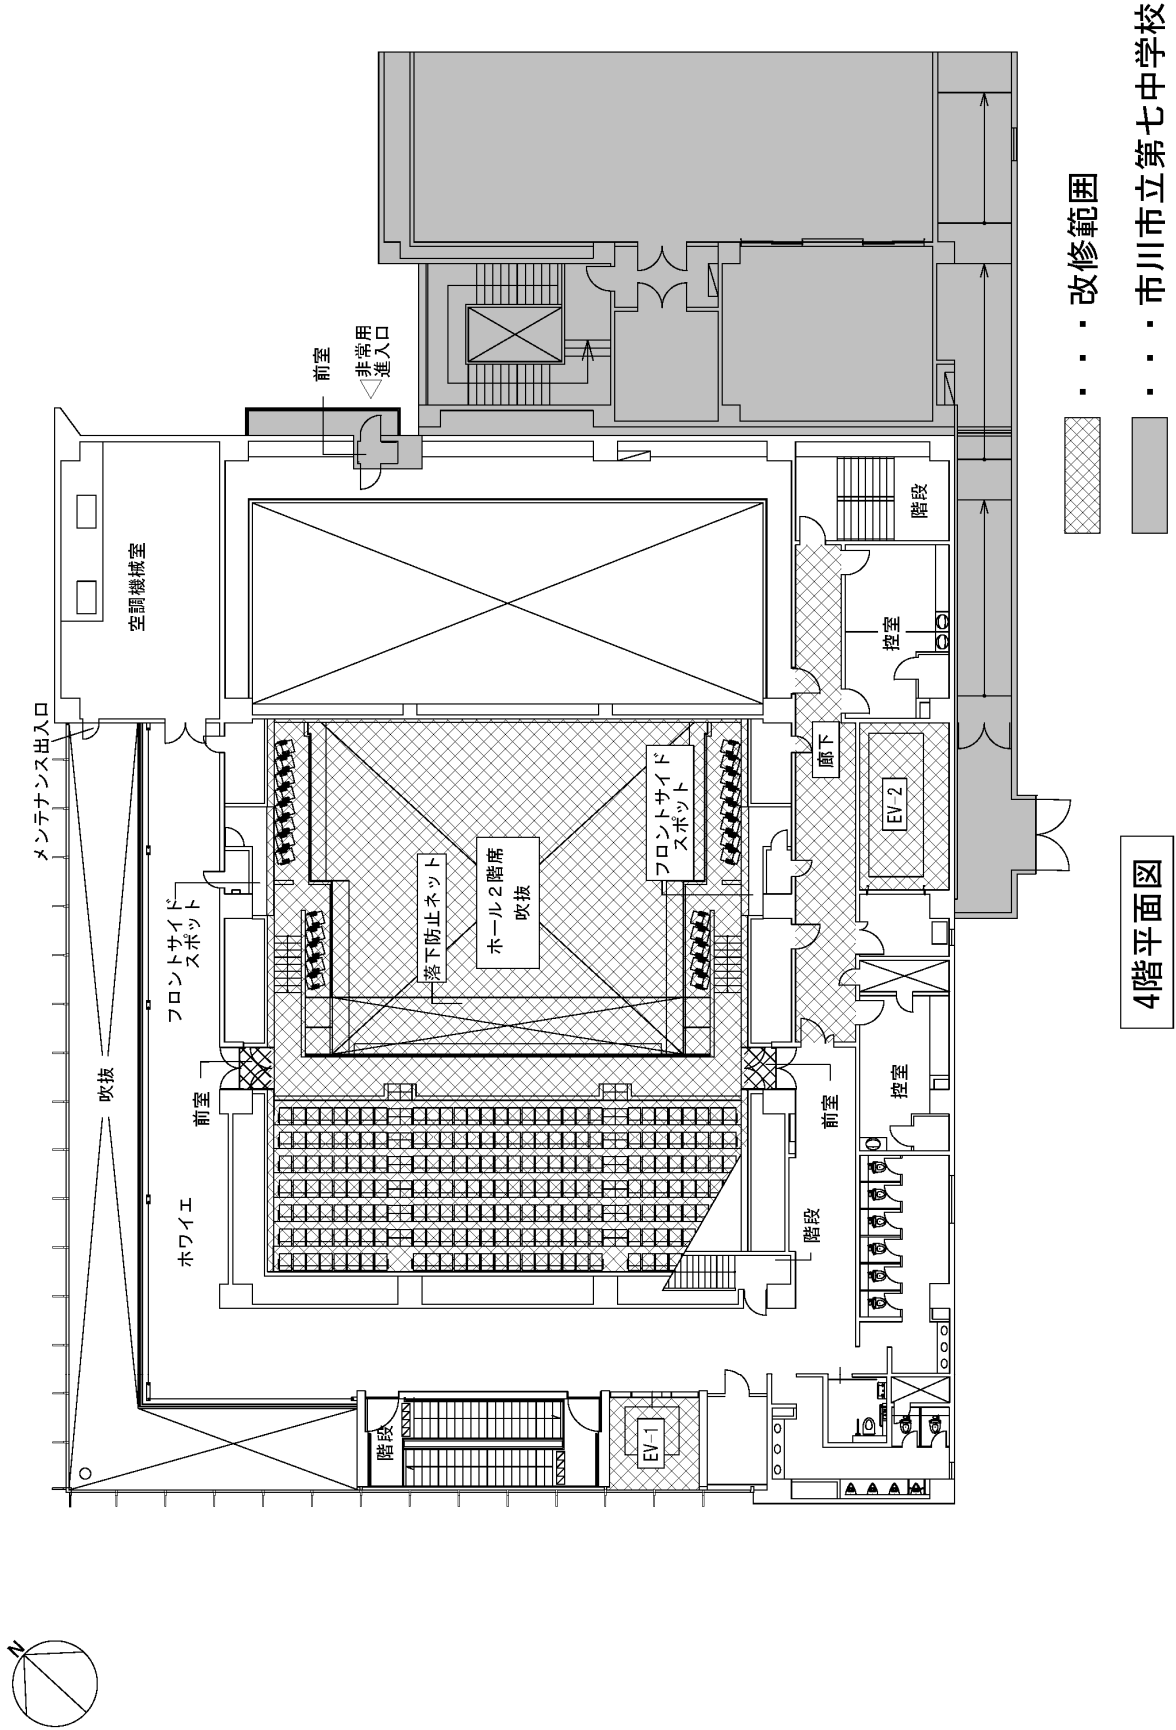 メンテナンス出入口
空調機械室
前室
非常用
進入口
吹抜
フロントサイド
スポット
前室
ホワイエ
落下防止ネット
ホール2階席
吹抜
フロントサイド
スポット
廊下
控室
階段
EV-2
控室
前室
階段
階段
EV-1
N
4階平面図
・・・改修範囲
・・・市川市立第七中学校